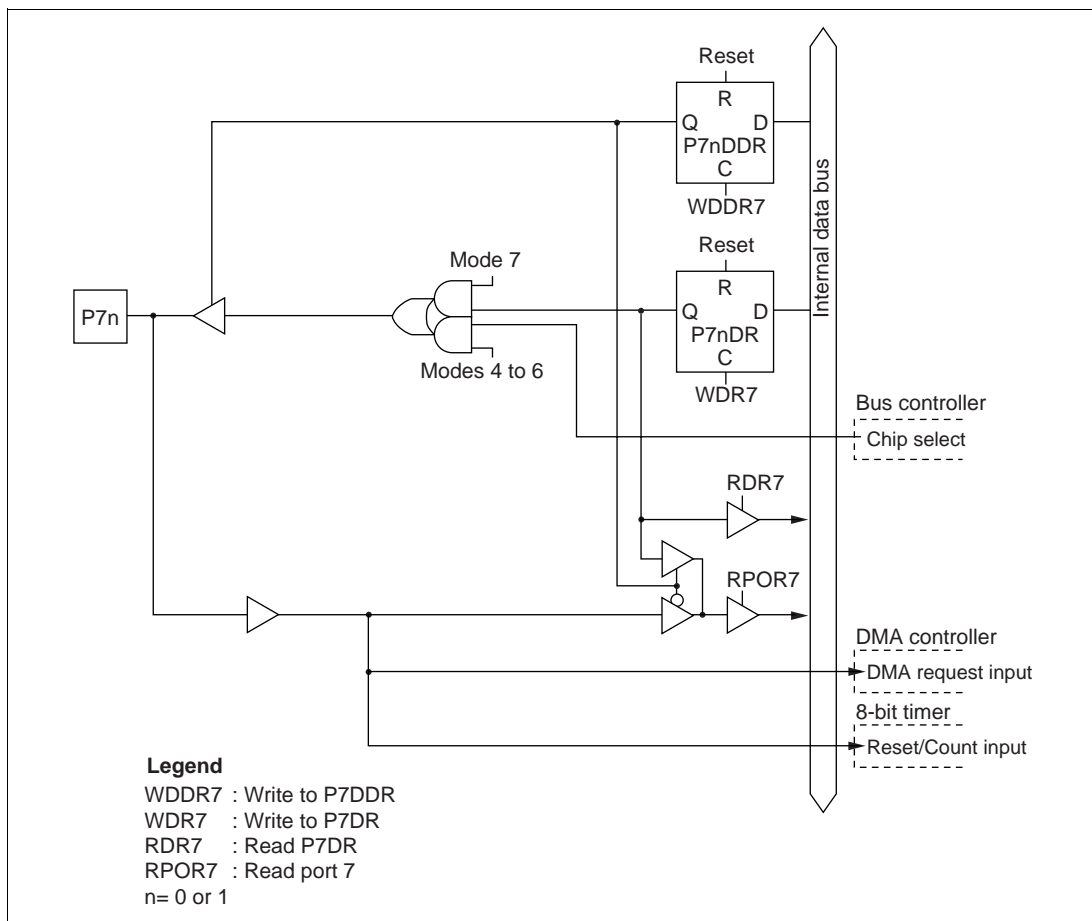 Reset
R
Q D
P7nDDR
C
WDDR7
Reset
R
Q D
P7nDR
C
WDR7
Internal data bus
Mode 7
P7n
Modes 4 to 6
Bus controller
Chip select
RDR7
RPOR7
DMA controller
DMA request input
8-bit timer
Reset/Count input
Legend
WDDR7 : Write to P7DDR
WDR7 : Write to P7DR
RDR7 : Read P7DR
RPOR7 : Read port 7
n= 0 or 1